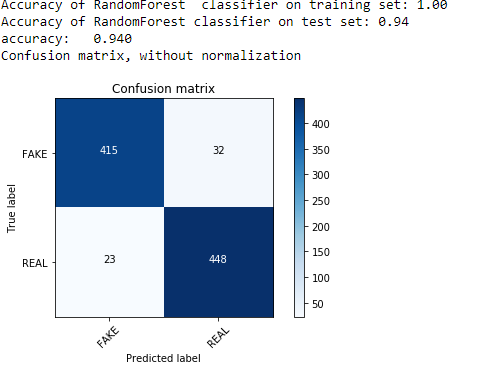 Accuracy of RandomForest  classifier on training set: 1.00
Accuracy of RandomForest classifier on test set: 0.94
accuracy:   0.940
Confusion matrix, without normalization
Confusion matrix
FAKE 415 32
REAL 23 448
True label
FAKE REAL
Predicted label
400
350
300
250
200
150
100
50